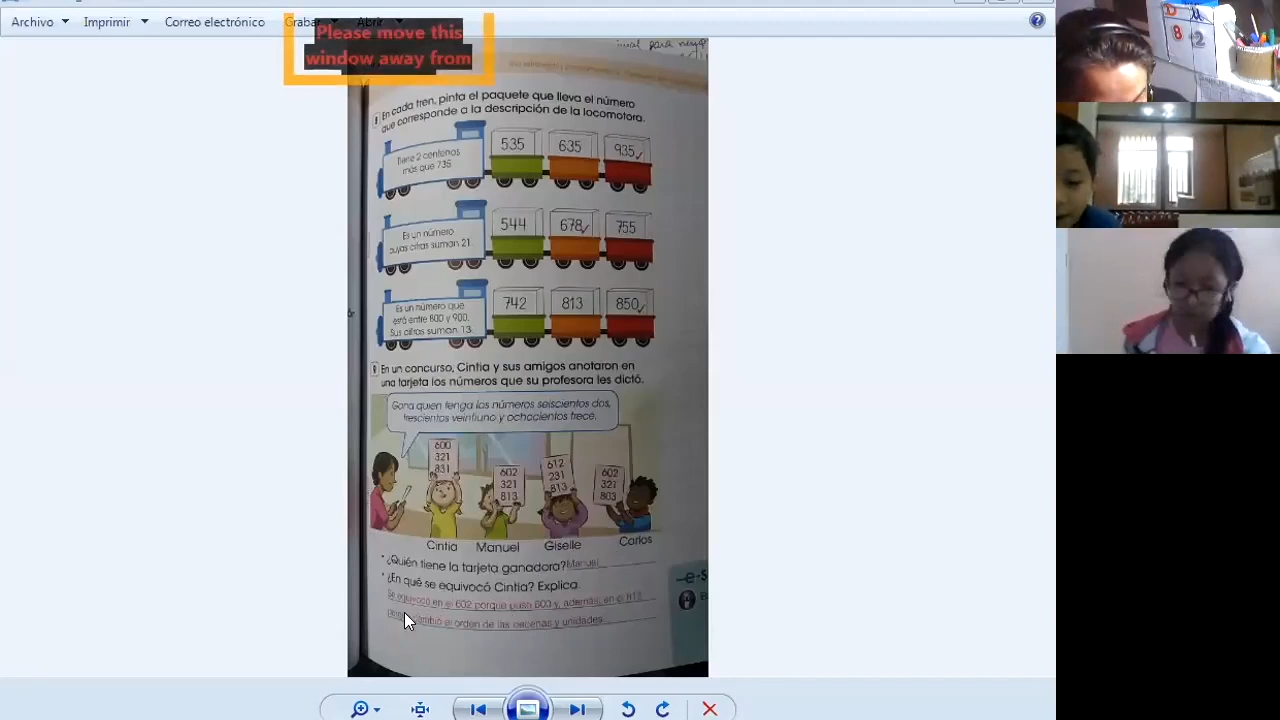 Archivo Imprimir Correo electrónico Grabar Abrir
Please move this
window away from
inal para
En cada tren, pinta el paquete que lleva el número
que corresponde a la descripción de la locomotora.
Tiene 2 centenas
más que 735
535 635 935
Es un número
cuyas cifras suman 21.
544 678 755
Es un número que
está entre 800 y 900.
Sus cifras suman 13.
742 813 850
En un concurso, Cintia y sus amigos anotaron en
una tarjeta los números que su profesora les dictó.
Gana quien tenga los números seiscientos dos,
trescientos veintiuno y ochocientos trece.
600
321
831
602
321
813
612
231
813
602
321
803
Cintia Manuel Giselle Carlos
• ¿Quién tiene la tarjeta ganadora? Manuel
• ¿En qué se equivocó Cintia? Explica.
Se equivocó en el 602 porque puso 600 y, además, en el 813
cambió el orden de las decenas y unidades.
-e-S
D U
8 2